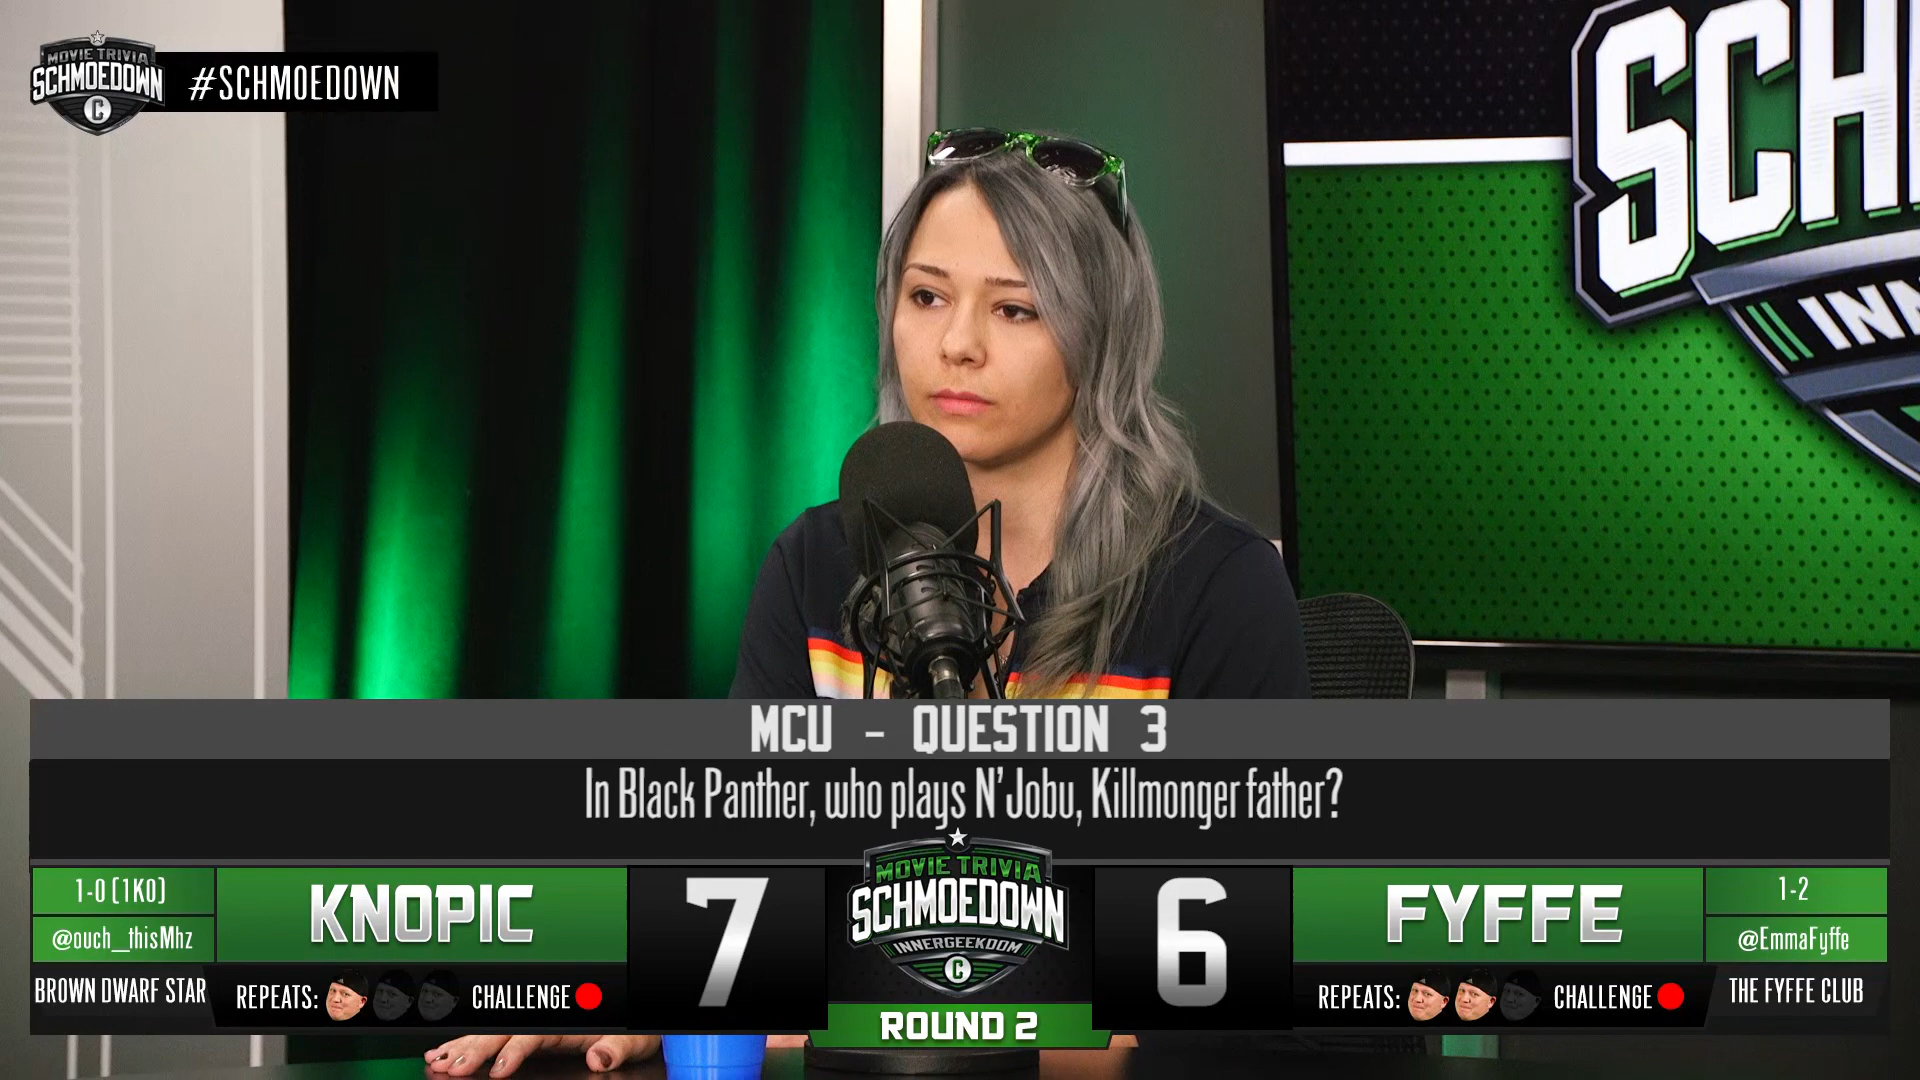 MOVIE TRIVIA
SCHMOEDOWN
C
#SCHMOEDOWN
SCH
INN
MCU - QUESTION 3
In Black Panther, who plays N'Jobu, Killmonger father?
1-0 (1KO)
@ouch_thisMhz
BROWN DWARF STAR
KNOPIC
REPEATS: CHALLENGE
7
MOVIE TRIVIA
SCHMOEDOWN
INNERGEEKDOM
C
ROUND 2
6
FYFFE
REPEATS: CHALLENGE
1-2
@EmmaFyffe
THE FYFFE CLUB